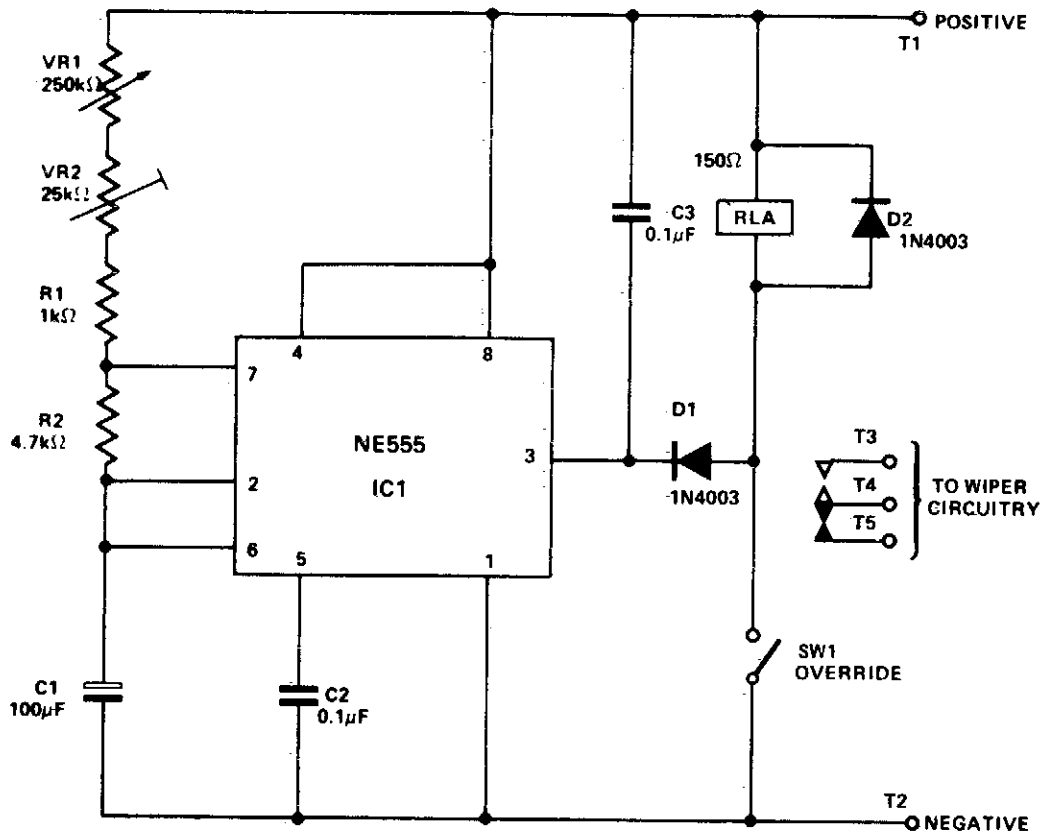 POSITIVE
T1
VR1
250kΩ
VR2
25kΩ
150Ω
C3
0.1µF
RLA
D2
1N4003
R1
1kΩ
4
8
7
R2
4.7kΩ
D1
NE555
3
IC1
1N4003
2
T3
T4
T5
TO WIPER
CIRCUITRY
6
5
1
SW1
OVERRIDE
C1
100µF
C2
0.1µF
T2
NEGATIVE